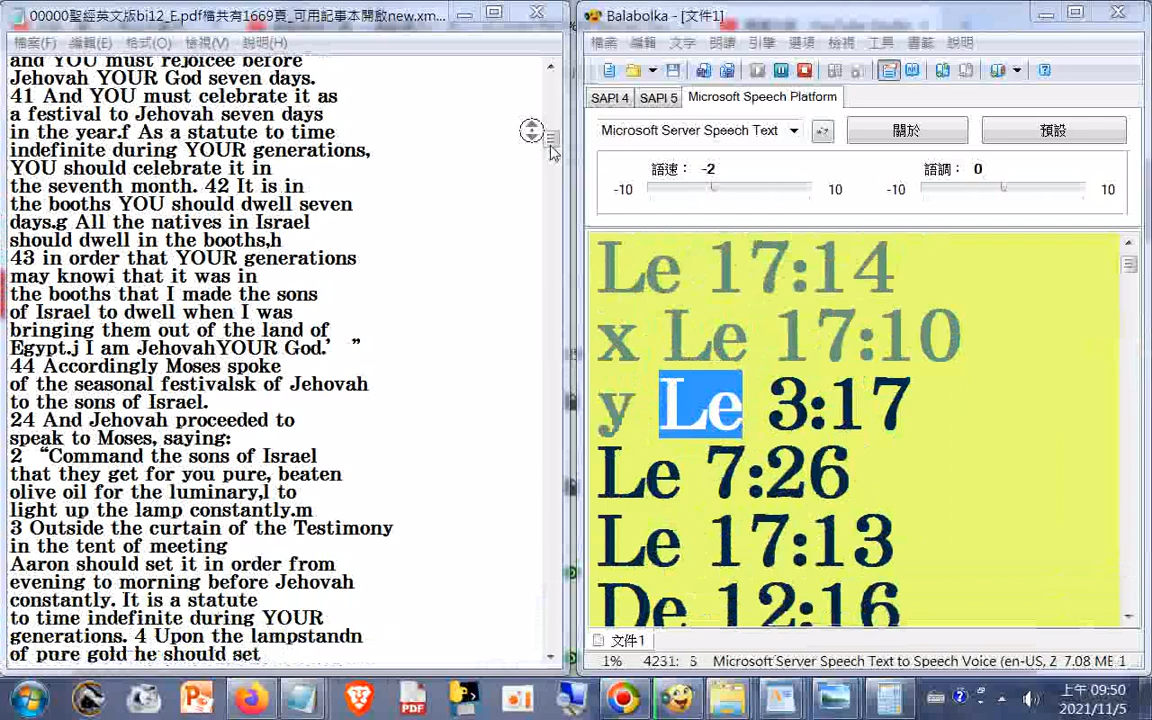 00000聖經英文版bi12_E.pdf檔共有1669頁_可用記事本開啟new.xm...
檔案(F) 編輯(E) 格式(O) 檢視(V) 說明(H)
and YOU must rejoicee before
Jehovah YOUR God seven days.
41 And YOU must celebrate it as
a festival to Jehovah seven days
in the year.f As a statute to time
indefinite during YOUR generations,
YOU should celebrate it in
the seventh month. 42 It is in
the booths YOU should dwell seven
days.g All the natives in Israel
should dwell in the booths,h
43 in order that YOUR generations
may knowi that it was in
the booths that I made the sons
of Israel to dwell when I was
bringing them out of the land of
Egypt.j I am JehovahYOUR God.’ ”
44 Accordingly Moses spoke
of the seasonal festivalsk of Jehovah
to the sons of Israel.
24 And Jehovah proceeded to
speak to Moses, saying:
2 “Command the sons of Israel
that they get for you pure, beaten
olive oil for the luminary,l to
light up the lamp constantly.m
3 Outside the curtain of the Testimony
in the tent of meeting
Aaron should set it in order from
evening to morning before Jehovah
constantly. It is a statute
to time indefinite during YOUR
generations. 4 Upon the lampstandn
of pure gold he should set
Balabolka - [文件1]
檔案 編輯 文字 朗讀 引擎 選項 檢視 工具 書籤 說明
SAPI 4 SAPI 5 Microsoft Speech Platform
Microsoft Server Speech Text 關於 預設
語速： -2 語調： 0
-10 10 -10 10
Le 17:14
x Le 17:10
y Le 3:17
Le 7:26
Le 17:13
De 12:16
文件1
1% 4231: S Microsoft Server Speech Text to Speech Voice (en-US, Z 7.08 ME 1
PDF
上午 09:50
2021/11/5